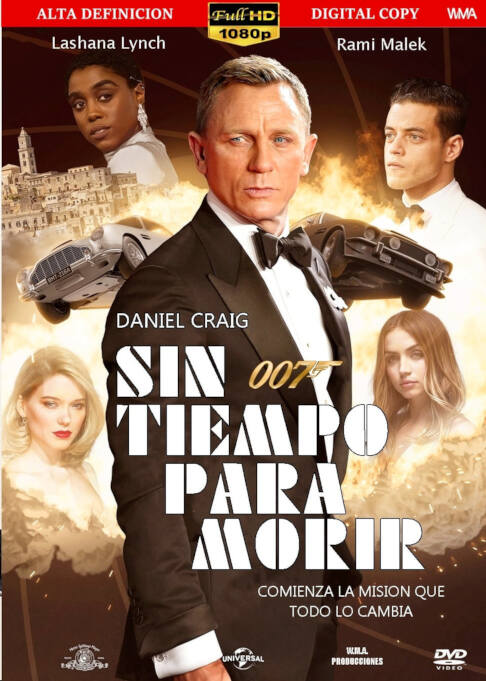 ALTA DEFINICION
Full HD
1080p
DIGITAL COPY
WMA
Lashana Lynch
Rami Malek
DANIEL CRAIG
SIN
007
TIEMPO
PARA
MORIR
COMIENZA LA MISION QUE
TODO LO CAMBIA
UNIVERSAL
W.M.A.
PRODUCCIONES
DVD
VIDEO